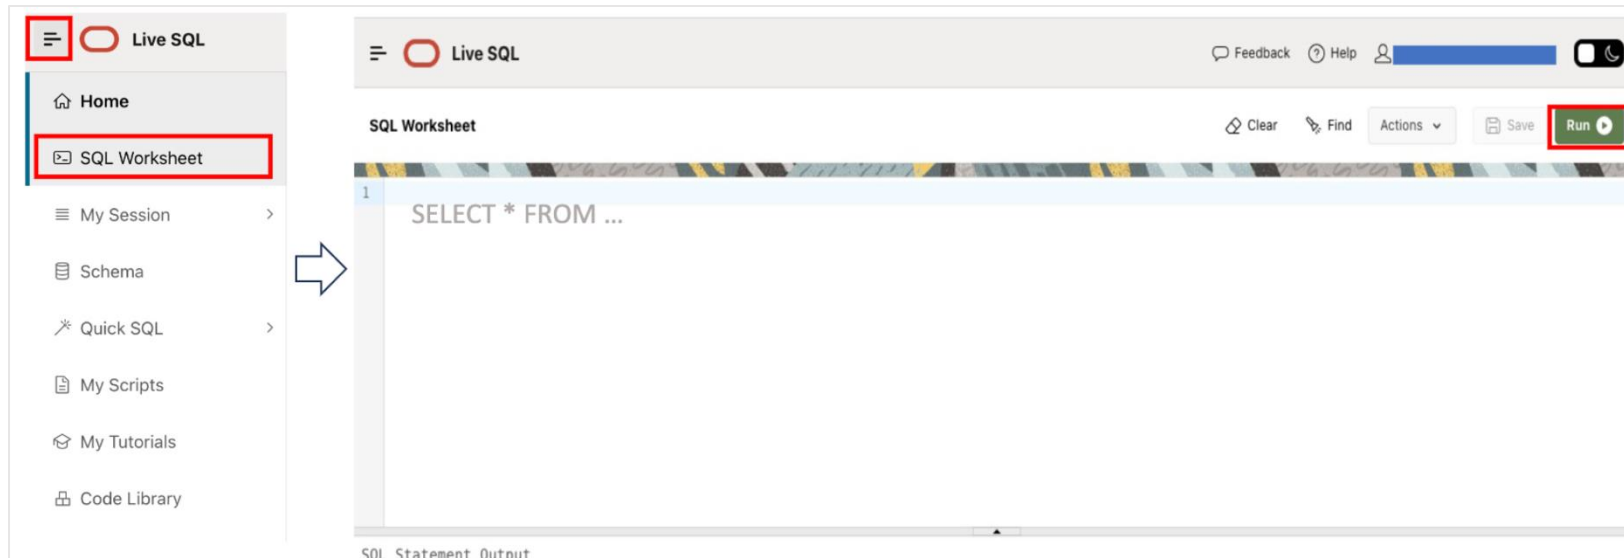 Live SQL
Home
SQL Worksheet
My Session
Schema
Quick SQL
My Scripts
My Tutorials
Code Library
Live SQL
Feedback Help
SQL Worksheet
Clear Find Actions Save Run
1
SELECT * FROM ...
SQL Statement Output